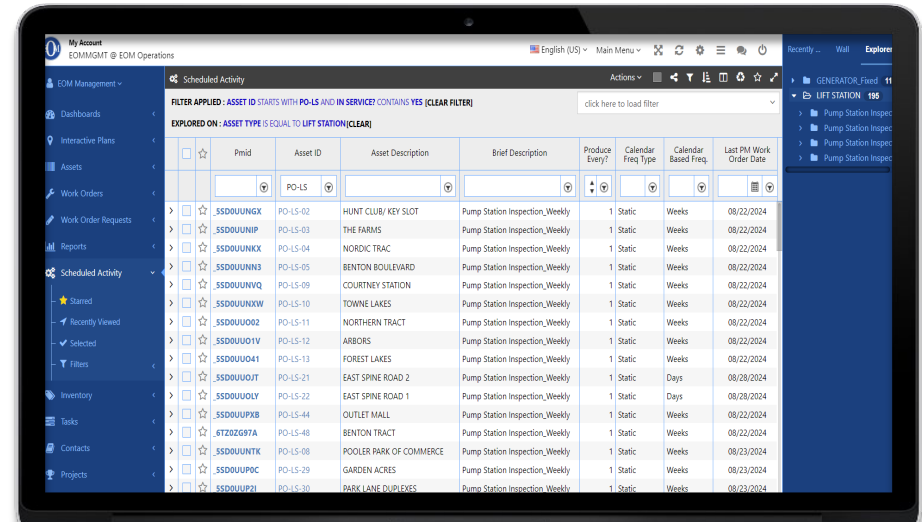 My Account
EOMMGMT @ EOM Operations
English (US)
Main Menu
Recently ...
Wall
Explorer
EOM Management
Dashboards
Interactive Plans
Assets
Work Orders
Work Order Requests
Reports
Scheduled Activity
Starred
Recently Viewed
Selected
Filters
Inventory
Tasks
Contacts
Projects
Scheduled Activity
Actions
FILTER APPLIED : ASSET ID STARTS WITH PO-LS AND IN SERVICE? CONTAINS YES [CLEAR FILTER]
click here to load filter
EXPLORED ON : ASSET TYPE IS EQUAL TO LIFT STATION[CLEAR]
Pmid Asset ID Asset Description Brief Description Produce Every? Calendar Freq Type Calendar Based Freq. Last PM Work Order Date
PO-LS
_5SD0UUNGX PO-LS-02 HUNT CLUB/ KEY SLOT Pump Station Inspection_Weekly 1 Static Weeks 08/22/2024
_5SD0UUNIP PO-LS-03 THE FARMS Pump Station Inspection_Weekly 1 Static Weeks 08/22/2024
_5SD0UUNKX PO-LS-04 NORDIC TRAC Pump Station Inspection_Weekly 1 Static Weeks 08/22/2024
_5SD0UUNN3 PO-LS-05 BENTON BOULEVARD Pump Station Inspection_Weekly 1 Static Weeks 08/22/2024
_5SD0UUNVQ PO-LS-09 COURTNEY STATION Pump Station Inspection_Weekly 1 Static Weeks 08/22/2024
_5SD0UUNXW PO-LS-10 TOWNE LAKES Pump Station Inspection_Weekly 1 Static Weeks 08/22/2024
_5SD0UUO02 PO-LS-11 NORTHERN TRACT Pump Station Inspection_Weekly 1 Static Weeks 08/22/2024
_5SD0UUO1V PO-LS-12 ARBORS Pump Station Inspection_Weekly 1 Static Weeks 08/22/2024
_5SD0UUO41 PO-LS-13 FOREST LAKES Pump Station Inspection_Weekly 1 Static Weeks 08/22/2024
_5SD0UUOJT PO-LS-21 EAST SPINE ROAD 2 Pump Station Inspection_Weekly 1 Static Days 08/28/2024
_5SD0UUOLY PO-LS-22 EAST SPINE ROAD 1 Pump Station Inspection_Weekly 1 Static Days 08/28/2024
_5SD0UUPXB PO-LS-44 OUTLET MALL Pump Station Inspection_Weekly 1 Static Weeks 08/22/2024
_6TZ0ZG97A PO-LS-48 BENTON TRACT Pump Station Inspection_Weekly 1 Static Weeks 08/22/2024
_5SD0UUNTK PO-LS-08 POOLER PARK OF COMMERCE Pump Station Inspection_Weekly 1 Static Weeks 08/23/2024
_5SD0UUP0C PO-LS-29 GARDEN ACRES Pump Station Inspection_Weekly 1 Static Weeks 08/23/2024
_5SD0UUP2I PO-LS-30 PARK LANE DUPLEXES Pump Station Inspection_Weekly 1 Static Weeks 08/23/2024
GENERATOR_Fixed 11
LIFT STATION 195
Pump Station Inspec
Pump Station Inspec
Pump Station Inspec
Pump Station Inspec